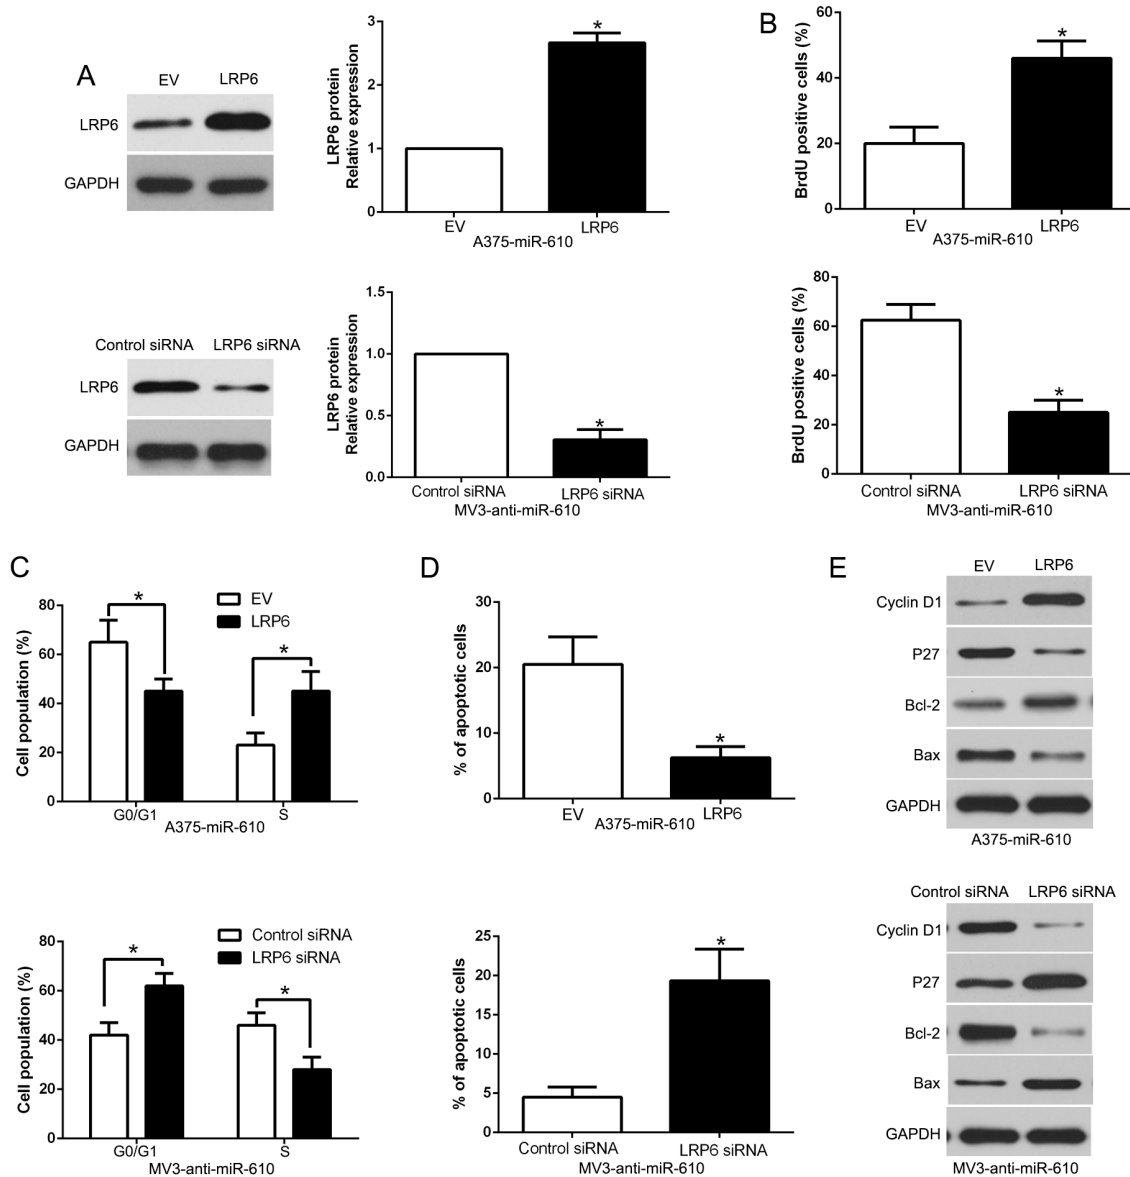 A
EV LRP6
LRP6
GAPDH
LRP6 protein
Relative expression
3
2
1
0
*
EV LRP6
A375-miR-610
B
BrdU positive cells (%)
60
40
20
0
*
EV LRP6
A375-miR-610
Control siRNA LRP6 siRNA
LRP6
GAPDH
LRP6 protein
Relative expression
1.5
1.0
0.5
0.0
*
Control siRNA LRP6 siRNA
MV3-anti-miR-610
BrdU positive cells (%)
80
60
40
20
0
*
Control siRNA LRP6 siRNA
MV3-anti-miR-610
C
Cell population (%)
80
60
40
20
0
* *
EV
LRP6
G0/G1 S
A375-miR-610
Cell population (%)
80
60
40
20
0
* *
Control siRNA
LRP6 siRNA
G0/G1 S
MV3-anti-miR-610
D
% of apoptotic cells
30
20
10
0
*
EV LRP6
A375-miR-610
% of apoptotic cells
25
20
15
10
5
0
*
Control siRNA LRP6 siRNA
MV3-anti-miR-610
E
EV LRP6
Cyclin D1
P27
Bcl-2
Bax
GAPDH
A375-miR-610
Control siRNA LRP6 siRNA
Cyclin D1
P27
Bcl-2
Bax
GAPDH
MV3-anti-miR-610